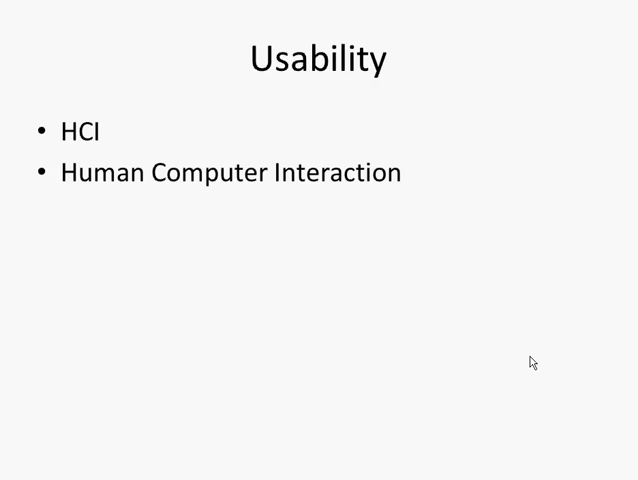 Usability
• HCI
• Human Computer Interaction